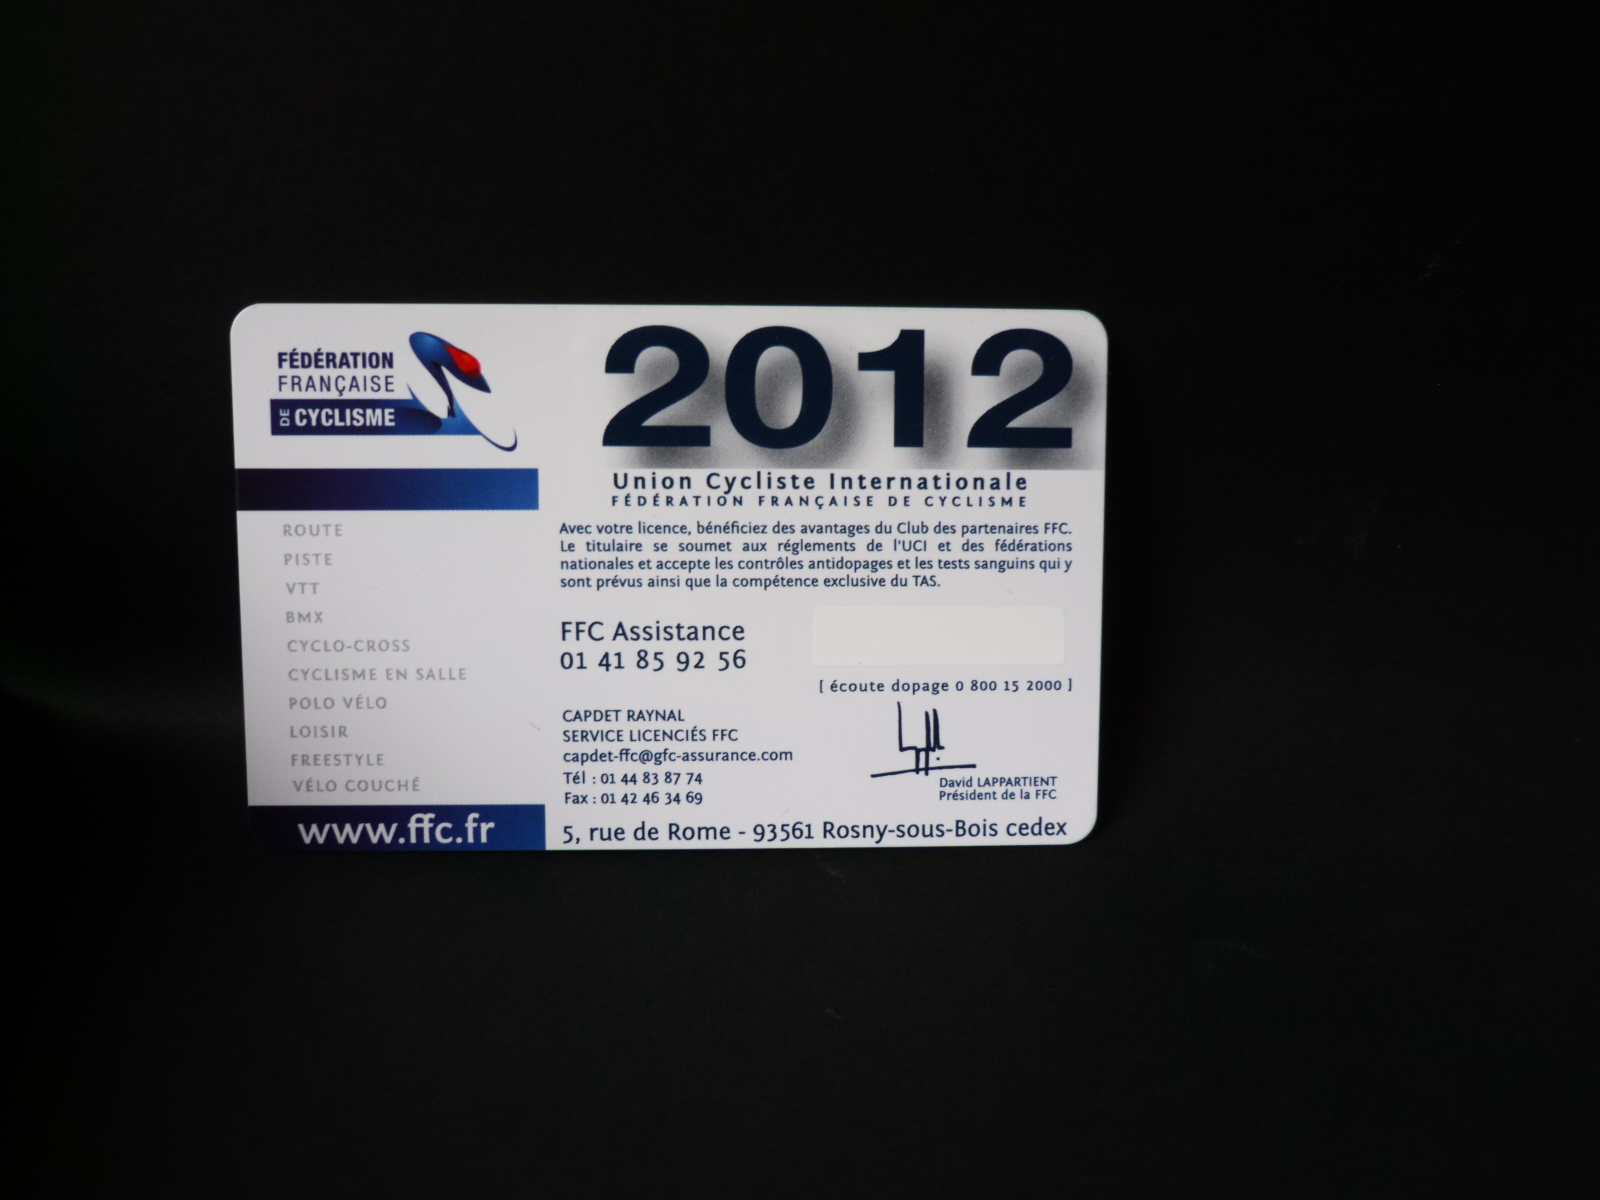 FÉDÉRATION
FRANÇAISE
DE CYCLISME
ROUTE
PISTE
VTT
BMX
CYCLO-CROSS
CYCLISME EN SALLE
POLO VÉLO
LOISIR
FREESTYLE
VÉLO COUCHÉ
www.ffc.fr
2012
Union Cycliste Internationale
FÉDÉRATION FRANÇAISE DE CYCLISME
Avec votre licence, bénéficiez des avantages du Club des partenaires FFC.
Le titulaire se soumet aux réglements de l'UCI et des fédérations
nationales et accepte les contrôles antidopages et les tests sanguins qui y
sont prévus ainsi que la compétence exclusive du TAS.
FFC Assistance
01 41 85 92 56
[ écoute dopage 0 800 15 2000 ]
CAPDET RAYNAL
SERVICE LICENCIÉS FFC
capdet-ffc@gfc-assurance.com
Tél : 01 44 83 87 74
Fax : 01 42 46 34 69
David LAPPARTIENT
Président de la FFC
5, rue de Rome - 93561 Rosny-sous-Bois cedex